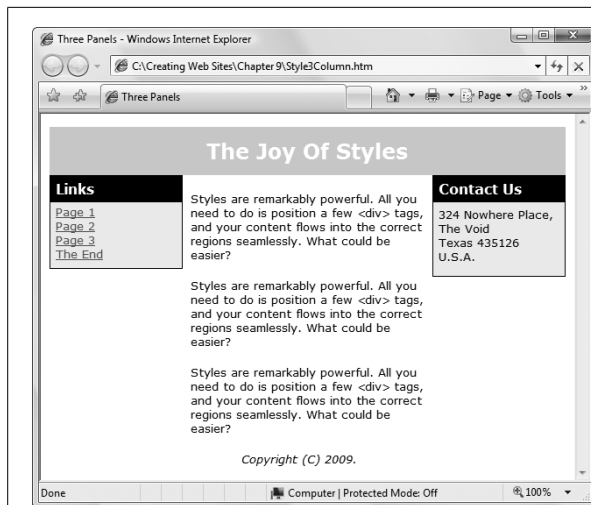 Three Panels - Windows Internet Explorer
C:\Creating Web Sites\Chapter 9\Style3Column.htm
Three Panels
Page
Tools
»
The Joy Of Styles
Links
Page 1
Page 2
Page 3
The End
Styles are remarkably powerful. All you
need to do is position a few <div> tags,
and your content flows into the correct
regions seamlessly. What could be
easier?
Styles are remarkably powerful. All you
need to do is position a few <div> tags,
and your content flows into the correct
regions seamlessly. What could be
easier?
Styles are remarkably powerful. All you
need to do is position a few <div> tags,
and your content flows into the correct
regions seamlessly. What could be
easier?
Copyright (C) 2009.
Contact Us
324 Nowhere Place,
The Void
Texas 435126
U.S.A.
Done
Computer | Protected Mode: Off
100%